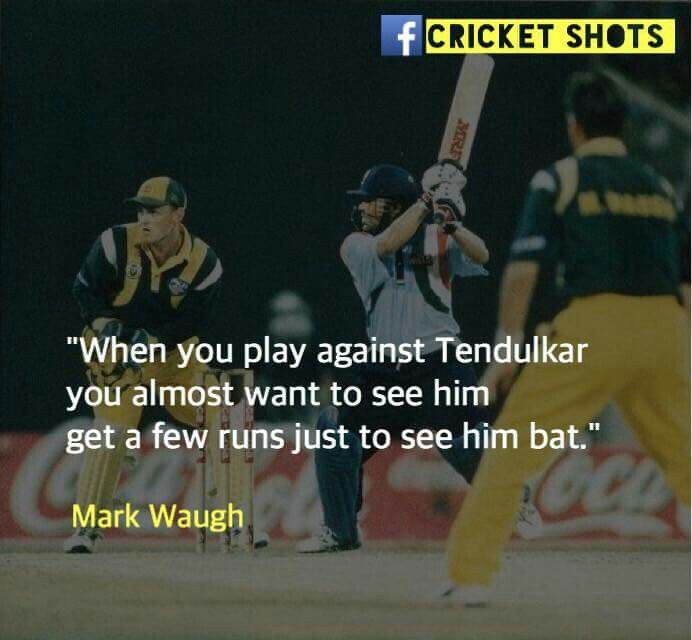 f CRICKET SHOTS
MRF
"When you play against Tendulkar
you almost want to see him
get a few runs just to see him bat."
Mark Waugh